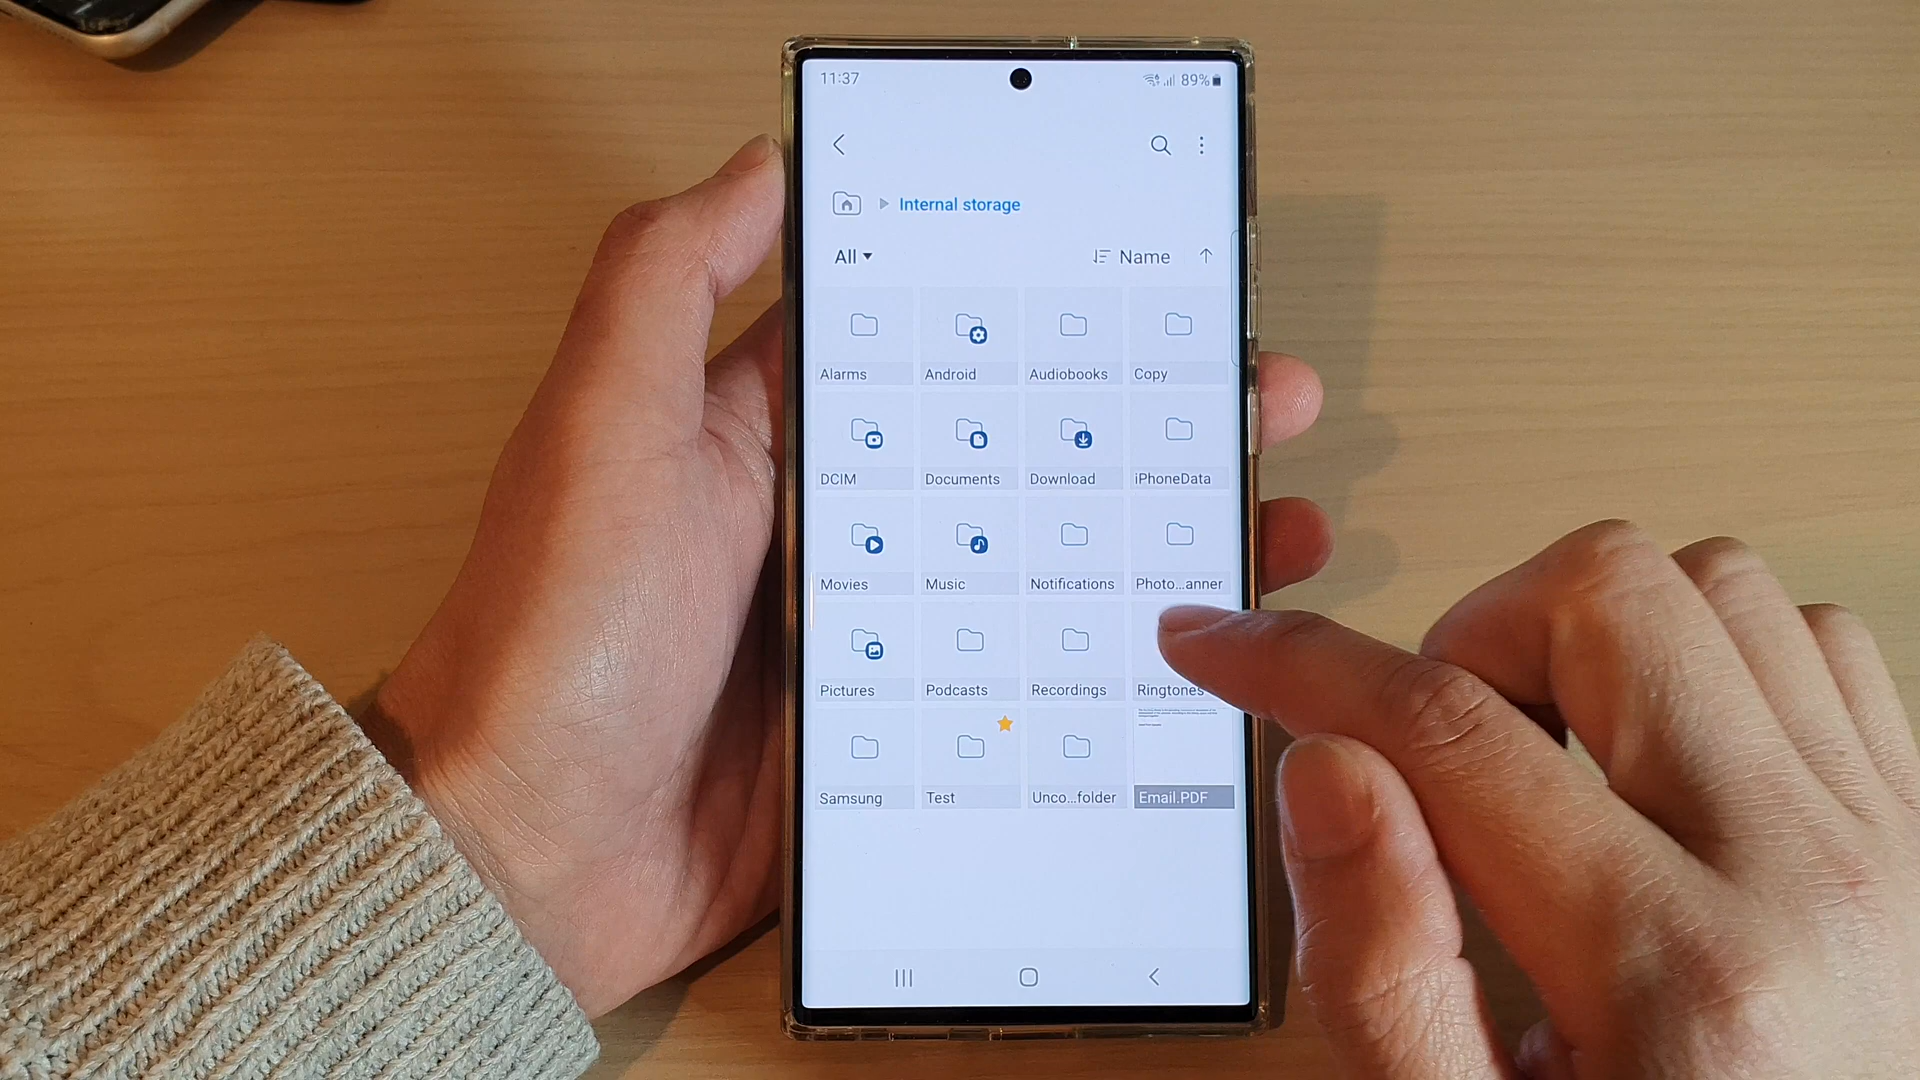 11:37
89%
Internal storage
All
Name
Alarms
Android
Audiobooks
Copy
DCIM
Documents
Download
iPhoneData
Movies
Music
Notifications
Photo...anner
Pictures
Podcasts
Recordings
Ringtones
Samsung
Test
Unco...folder
Email.PDF